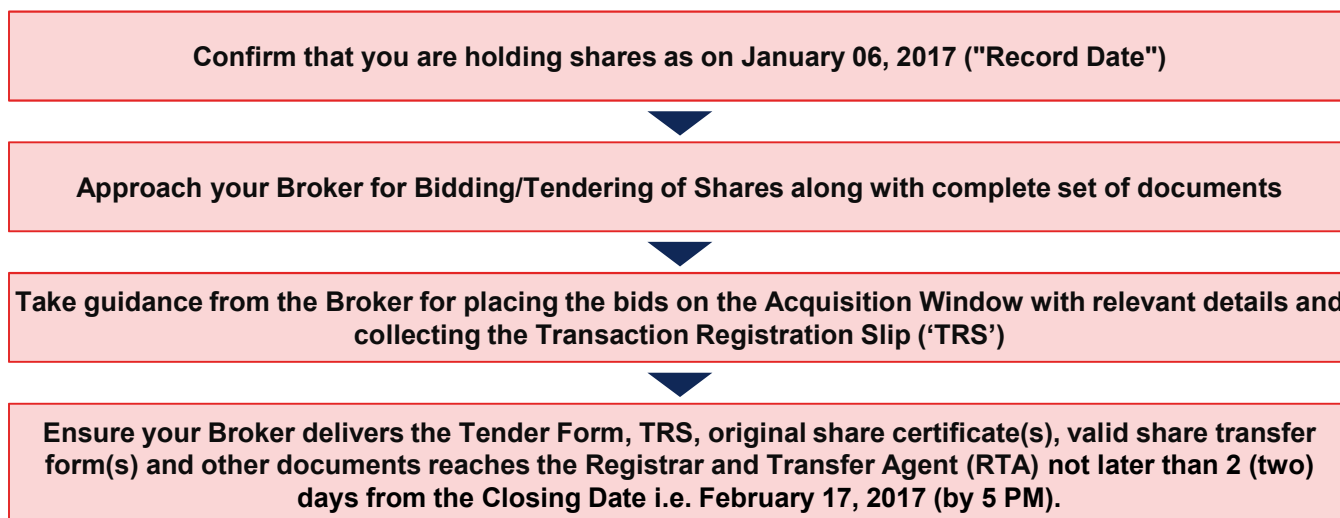 Confirm that you are holding shares as on January 06, 2017 ("Record Date")
Approach your Broker for Bidding/Tendering of Shares along with complete set of documents
Take guidance from the Broker for placing the bids on the Acquisition Window with relevant details and
collecting the Transaction Registration Slip (‘TRS’)
Ensure your Broker delivers the Tender Form, TRS, original share certificate(s), valid share transfer
form(s) and other documents reaches the Registrar and Transfer Agent (RTA) not later than 2 (two)
days from the Closing Date i.e. February 17, 2017 (by 5 PM).